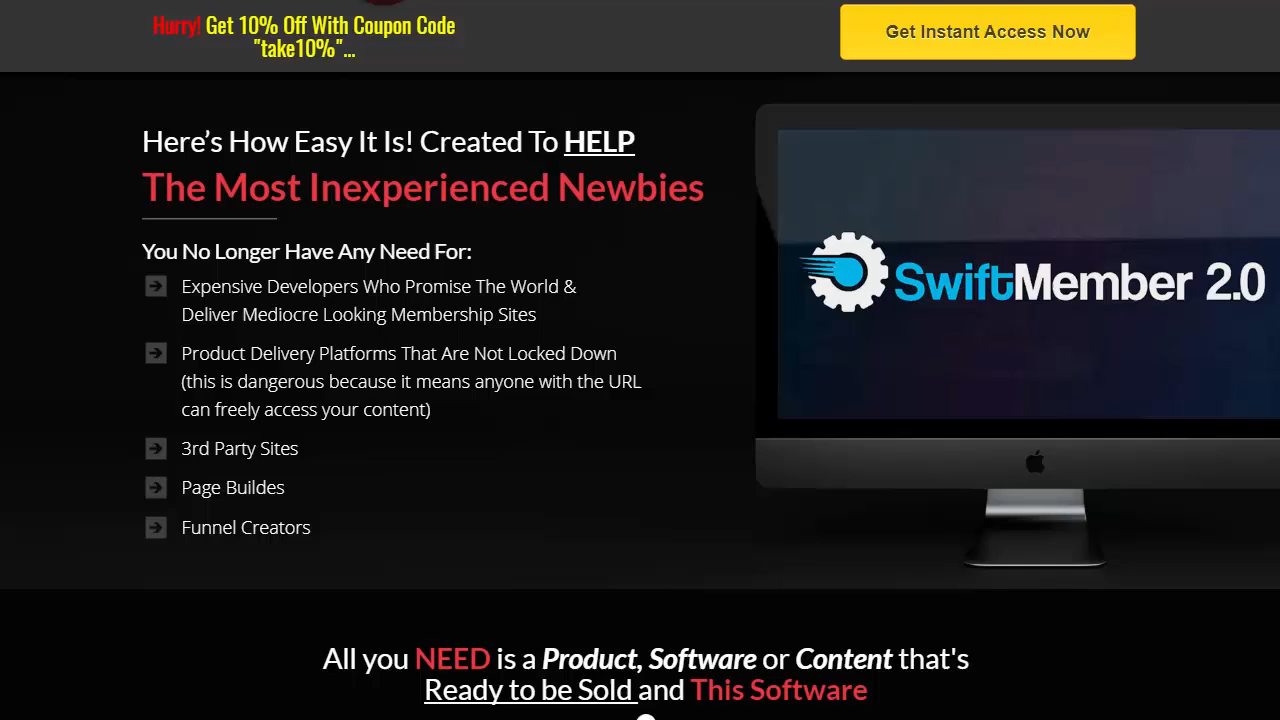 Hurry! Get 10% Off With Coupon Code
"take10%"...
Get Instant Access Now
Here’s How Easy It Is! Created To HELP
The Most Inexperienced Newbies
You No Longer Have Any Need For:
Expensive Developers Who Promise The World &
Deliver Mediocre Looking Membership Sites
Product Delivery Platforms That Are Not Locked Down
(this is dangerous because it means anyone with the URL
can freely access your content)
3rd Party Sites
Page Buildes
Funnel Creators
SwiftMember 2.0
All you NEED is a Product, Software or Content that's
Ready to be Sold and This Software